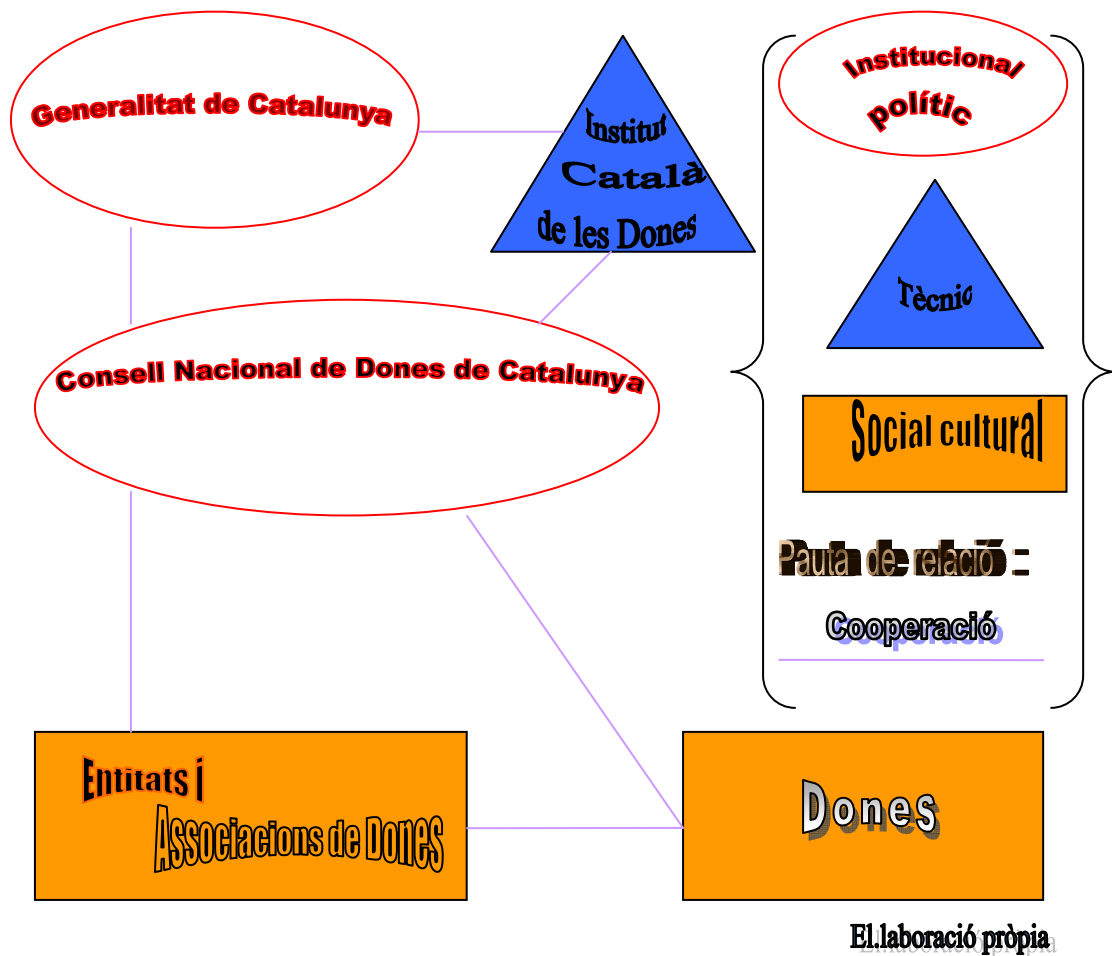 Generalitat de Catalunya
Institut
Català
de les Dones
Consell Nacional de Dones de Catalunya
Institucional
polític
Tècnic
Social cultural
Pauta de relació =
Cooperació
Entitats i
Associacions de Dones
Dones
El.laboració pròpia